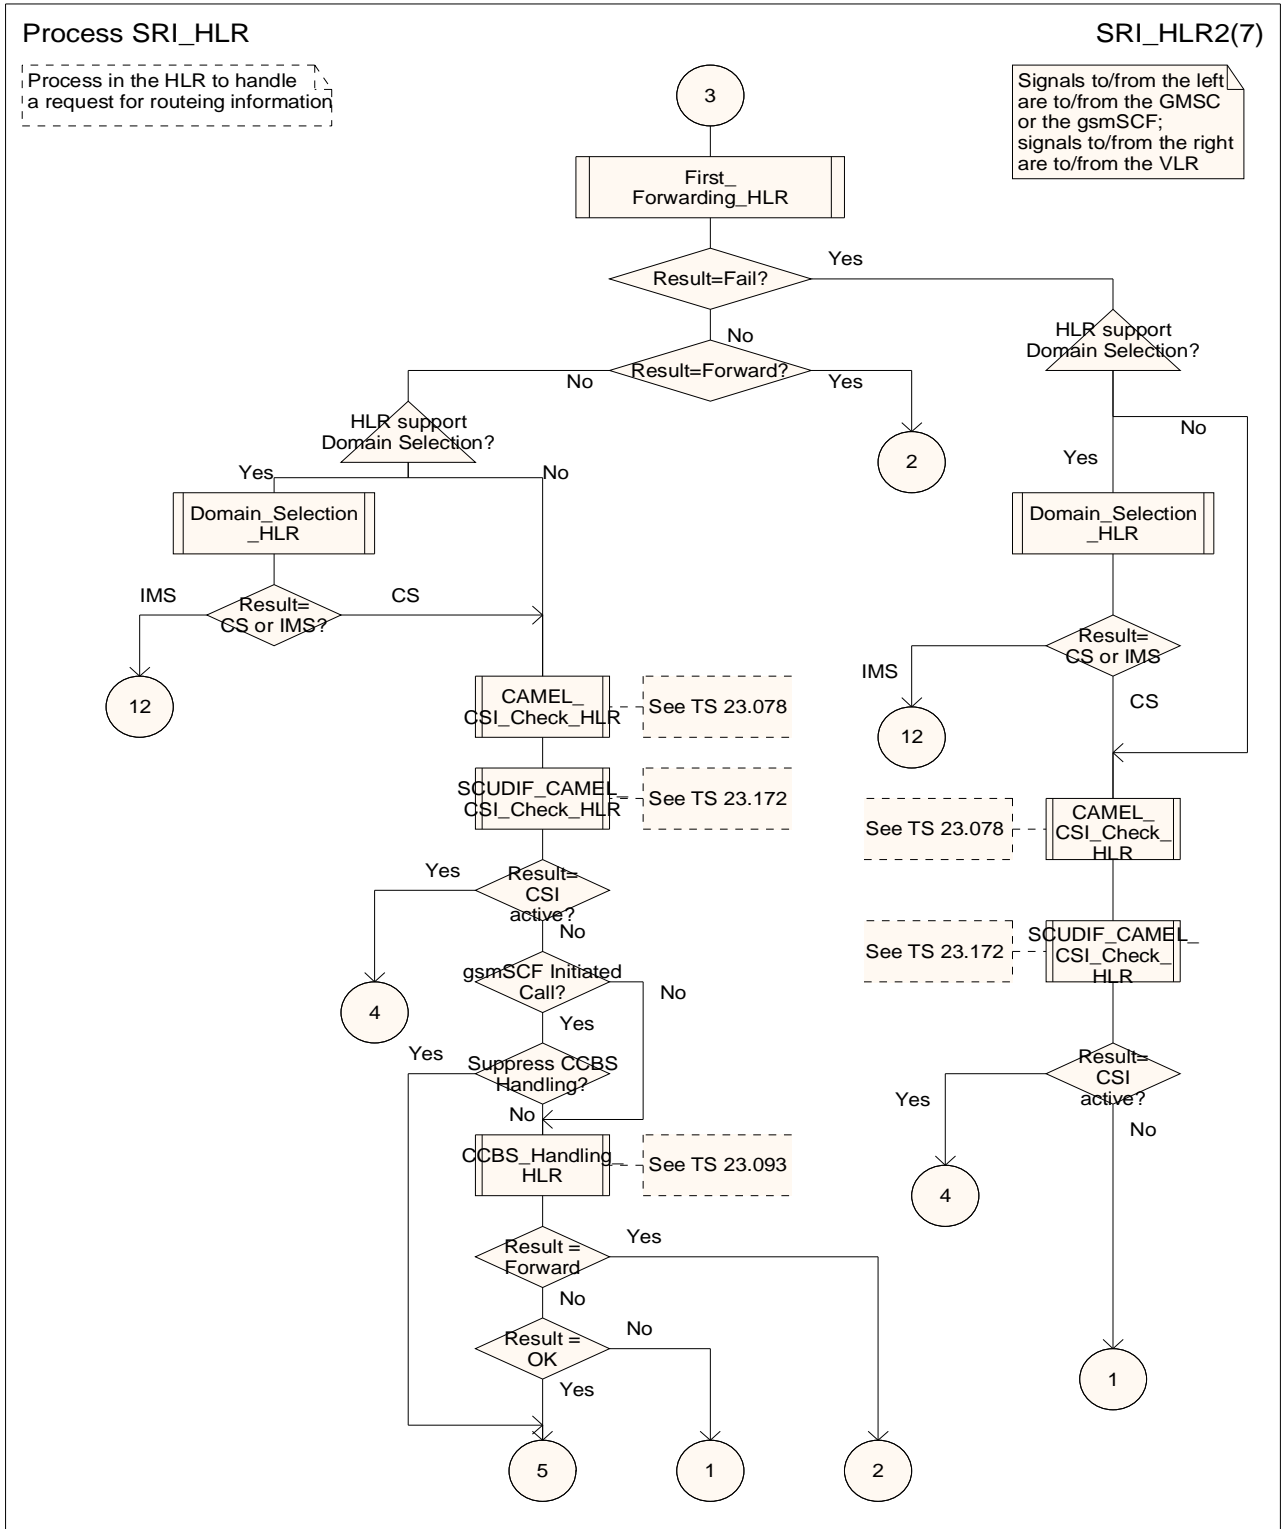 Process SRI_HLR
SRI_HLR2(7)
Process in the HLR to handle
a request for routeing information
3
Signals to/from the left
are to/from the GMSC
or the gsmSCF;
signals to/from the right
are to/from the VLR
First_
Forwarding_HLR
Result=Fail?
Yes
No
HLR support
Domain Selection?
Result=Forward?
No
Yes
HLR support
Domain Selection?
No
2
Yes
Yes
No
Domain_Selection
_HLR
Domain_Selection
_HLR
IMS
Result=
CS or IMS?
CS
Result=
CS or IMS
IMS
CS
12
12
CAMEL_
CSI_Check_HLR
See TS 23.078
SCUDIF_CAMEL_
CSI_Check_HLR
See TS 23.172
See TS 23.078
CAMEL_
CSI_Check_
HLR
Yes
Result=
CSI
active?
No
See TS 23.172
SCUDIF_CAMEL_
CSI_Check_
HLR
gsmSCF Initiated
Call?
No
4
Yes
Yes
Suppress CCBS
Handling?
No
Result=
CSI
active?
Yes
No
CCBS_Handling_
HLR
See TS 23.093
4
Result =
Forward
Yes
No
Result =
OK
No
Yes
1
5
1
2